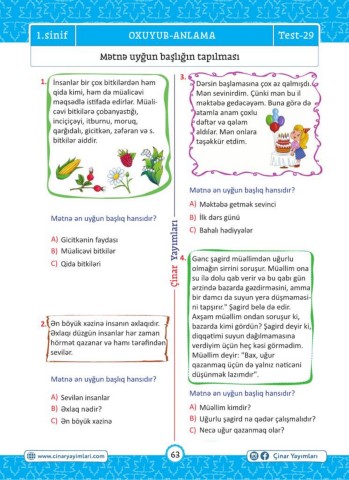 1.sinif
OXUYUB-ANLAMA
Test-29
Mətnə uyğun başlığın tapılması
1. İnsanlar bir çox bitkilərdən həm
qida kimi, həm də müalicəvi
məqsədlə istifadə edirlər. Müali-
cəvi bitkilərə çobanyastığı,
inciçiçəyi, itburnu, moruq,
qarğıdalı, gicitkən, zəfəran və s.
bitkilər aiddir.
Mətnə ən uyğun başlıq hansıdır?
A) Gicitkənin faydası
B) Müalicəvi bitkilər
C) Qida bitkiləri
2. Ən böyük xəzinə insanın əxlaqıdır.
Əxlaqı düzgün insanlar hər zaman
hörmət qazanar və hamı tərəfindən
sevilər.
Mətnə ən uyğun başlıq hansıdır?
A) Sevilən insanlar
B) Əxlaq nədir?
C) Ən böyük xəzinə
Çinar Yayımları
3. Dərsin başlamasına çox az qalmışdı.
Mən sevinirdim. Çünki mən bu il
məktəbə gedəcəyəm. Buna görə də
atamla anam çoxlu
dəftər və qələm
aldılar. Mən onlara
təşəkkür etdim.
Mətnə ən uyğun başlıq hansıdır?
A) Məktəbə getmək sevinci
B) İlk dərs günü
C) Bahalı hədiyyələr
4. Gənc şagird müəllimdən uğurlu
olmağın sirrini soruşur. Müəllim ona
su ilə dolu qab verir və bu qabı gün
ərzində bazarda gəzdirməsini, amma
bir damcı da suyun yerə düşməməsi-
ni tapşırır." Şagird belə də edir.
Axşam müəllim ondan soruşur ki,
bazarda kimi gördün? Şagird deyir ki,
diqqətimi suyun dağılmamasına
verdiyim üçün heç kəsi görmədim.
Müəllim deyir: "Bax, uğur
qazanmaq üçün də yalnız nəticəni
düşünmək lazımdır".
Mətnə ən uyğun başlıq hansıdır?
A) Müəllim kimdir?
B) Uğurlu şagird nə qədər çalışmalıdır?
C) Necə uğur qazanmaq olar?
www.cinaryayimlari.com
63
Çinar Yayımları